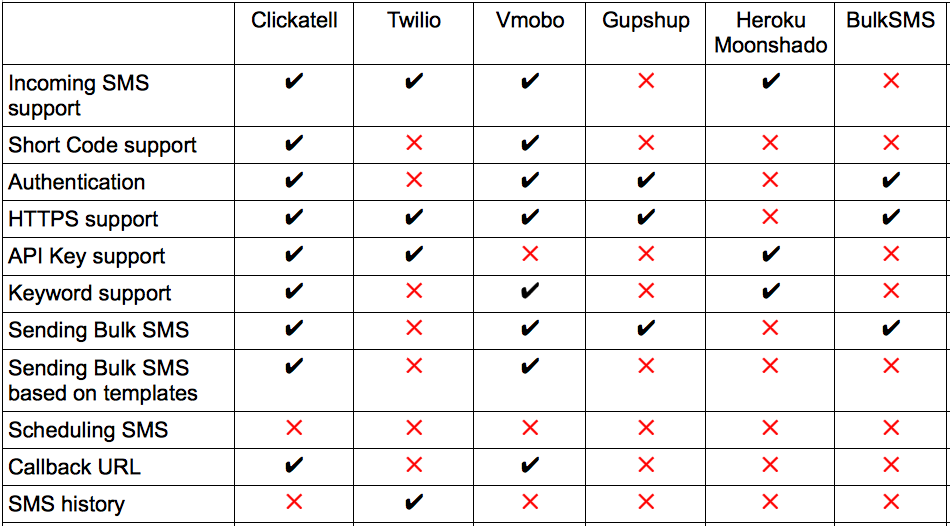 Clickatell Twilio Vmobo Gupshup Heroku Moonshado BulkSMS
Incoming SMS support ✔ ✔ ✔ ✕ ✔ ✕
Short Code support ✔ ✕ ✔ ✕ ✕ ✕
Authentication ✔ ✕ ✔ ✔ ✕ ✔
HTTPS support ✔ ✔ ✔ ✔ ✕ ✔
API Key support ✔ ✔ ✕ ✕ ✔ ✕
Keyword support ✔ ✕ ✔ ✕ ✔ ✕
Sending Bulk SMS ✔ ✕ ✔ ✔ ✕ ✔
Sending Bulk SMS based on templates ✔ ✕ ✔ ✕ ✕ ✕
Scheduling SMS ✕ ✕ ✕ ✕ ✕ ✕
Callback URL ✔ ✕ ✔ ✕ ✕ ✕
SMS history ✕ ✔ ✕ ✕ ✕ ✕